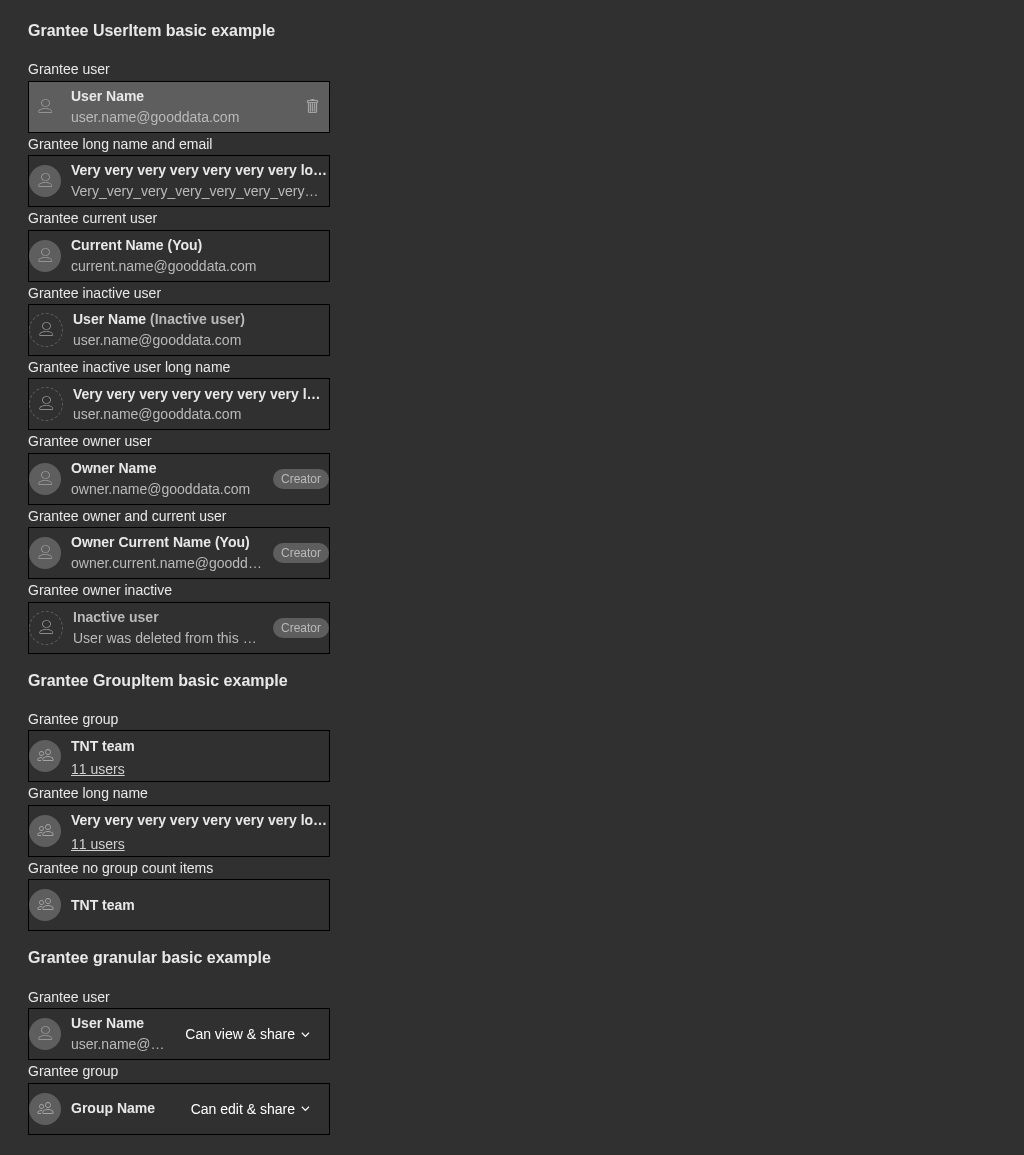 Grantee UserItem basic example
Grantee user
User Name
user.name@gooddata.com
Grantee long name and email
Very very very very very very very lo…
Very_very_very_very_very_very_very…
Grantee current user
Current Name (You)
current.name@gooddata.com
Grantee inactive user
User Name (Inactive user)
user.name@gooddata.com
Grantee inactive user long name
Very very very very very very very l…
user.name@gooddata.com
Grantee owner user
Owner Name
owner.name@gooddata.com
Creator
Grantee owner and current user
Owner Current Name (You)
owner.current.name@goodd…
Creator
Grantee owner inactive
Inactive user
User was deleted from this …
Creator
Grantee GroupItem basic example
Grantee group
TNT team
11 users
Grantee long name
Very very very very very very very lo…
11 users
Grantee no group count items
TNT team
Grantee granular basic example
Grantee user
User Name
user.name@…
Can view & share
Grantee group
Group Name
Can edit & share